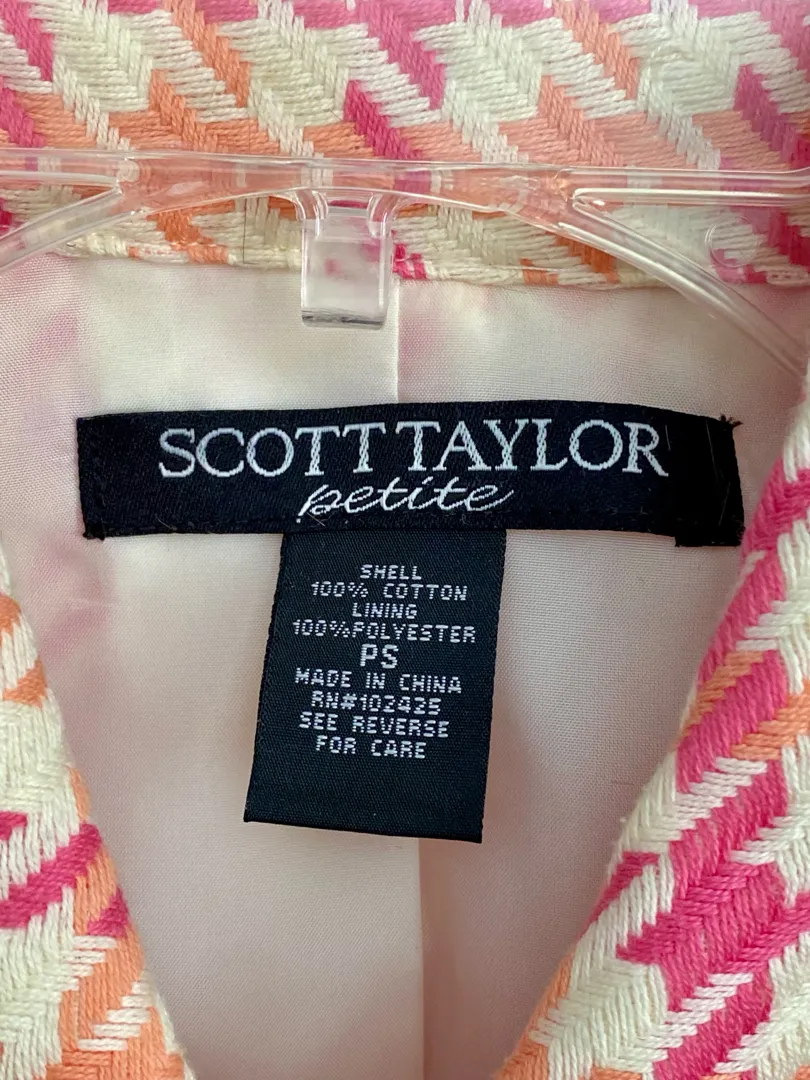 SCOTT TAYLOR
petite
SHELL
100% COTTON
LINING
100%POLYESTER
PS
MADE IN CHINA
RN#102425
SEE REVERSE
FOR CARE